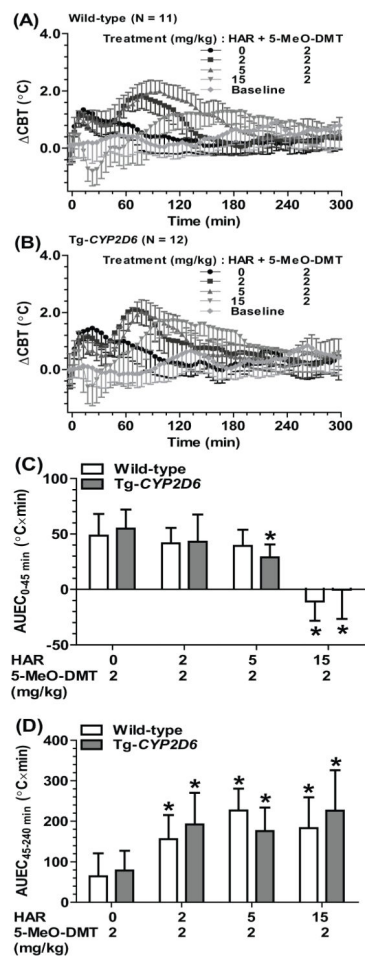 (A) Wild-type (N = 11)
Treatment (mg/kg) : HAR + 5-MeO-DMT
0 2
2 2
5 2
15 2
Baseline
ΔCBT (°C)
4.0
2.0
0.0
0 60 120 180 240 300
Time (min)
(B) Tg-CYP2D6 (N = 12)
Treatment (mg/kg) : HAR + 5-MeO-DMT
0 2
2 2
5 2
15 2
Baseline
ΔCBT (°C)
4.0
2.0
0.0
0 60 120 180 240 300
Time (min)
(C)
Wild-type
Tg-CYP2D6
AUEC0-45 min (°C×min)
100
50
0
-50
* * *
HAR 0 2 5 15
5-MeO-DMT 2 2 2 2
(mg/kg)
(D)
Wild-type
Tg-CYP2D6
AUEC45-240 min (°C×min)
400
300
200
100
0
* * * * * *
HAR 0 2 5 15
5-MeO-DMT 2 2 2 2
(mg/kg)